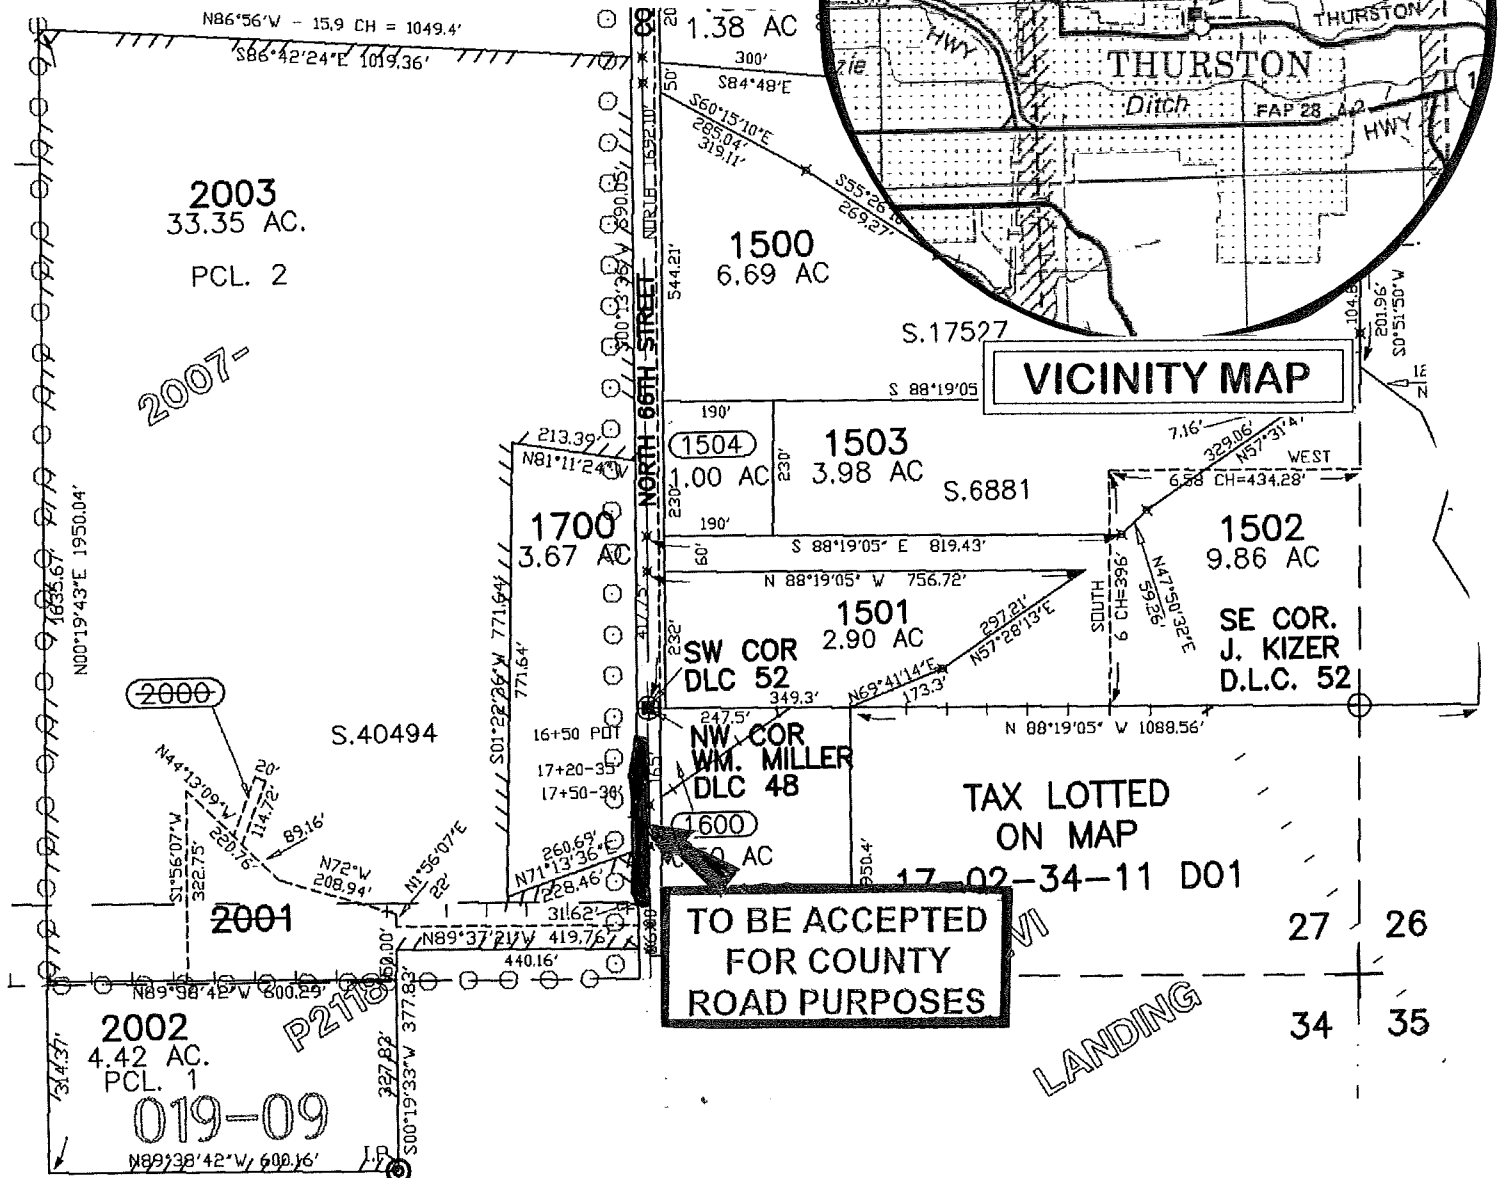 N86°56'W - 15.9 CH = 1049.4'
S86°42'24"E 1019.36'
2003
33.35 AC.
PCL. 2
2007-
N00°19'43"E 1950.04'
1835.67'
2000
S.40494
N44°13'09"W
220.76'
20'
114.72'
89.16'
N72°W
208.94'
N1°56'07"E
22'
S1°56'07"W
322.75'
2001
N89°38'42"W 600.29'
2002
4.42 AC.
PCL. 1
314.37'
019-09
P2118
N89°38'42"W 600.16'
I.P.
327.82'
S00°19'33"W 377.83'
N89°37'21"W 419.76'
440.16'
31.62'
213.39'
N81°11'24"W
1700
3.67 AC
S01°22'26"W 771.64'
771.64'
16+50 POT
17+20-35'
17+50-30'
260.69'
N71°13'36"E
228.46'
NORTH 66TH STREET
NORTH 1692.10'
417.75'
1.38 AC
300'
S84°48'E
50'
S60°15'10"E
285.04'
319.11'
S55°26'
269.27'
544.21'
1500
6.69 AC
S.17527
S 88°19'05
190'
1504
1.00 AC
230'
230'
190'
1503
3.98 AC
S.6881
S 88°19'05" E 819.43'
60'
N 88°19'05" W 756.72'
1501
2.90 AC
232'
297.21'
N57°28'13"E
N69°41'14"E
173.3'
SW COR
DLC 52
349.3'
247.5'
NW COR
WM. MILLER
DLC 48
165'
1600
AC
950.4'
7.16'
329.06'
N57°31'4
WEST
6.58 CH=434.28'
SOUTH
6 CH=396'
N47°50'32"E
59.26'
1502
9.86 AC
SE COR.
J. KIZER
D.L.C. 52
N 88°19'05" W 1088.56'
TAX LOTTED
ON MAP
17-02-34-11 D01
TO BE ACCEPTED
FOR COUNTY
ROAD PURPOSES
27
26
34
35
LANDING
VICINITY MAP
THURSTON
THURSTON
HWY
Ditch
FAP 28
HWY
201.96'
S0°51'50"W